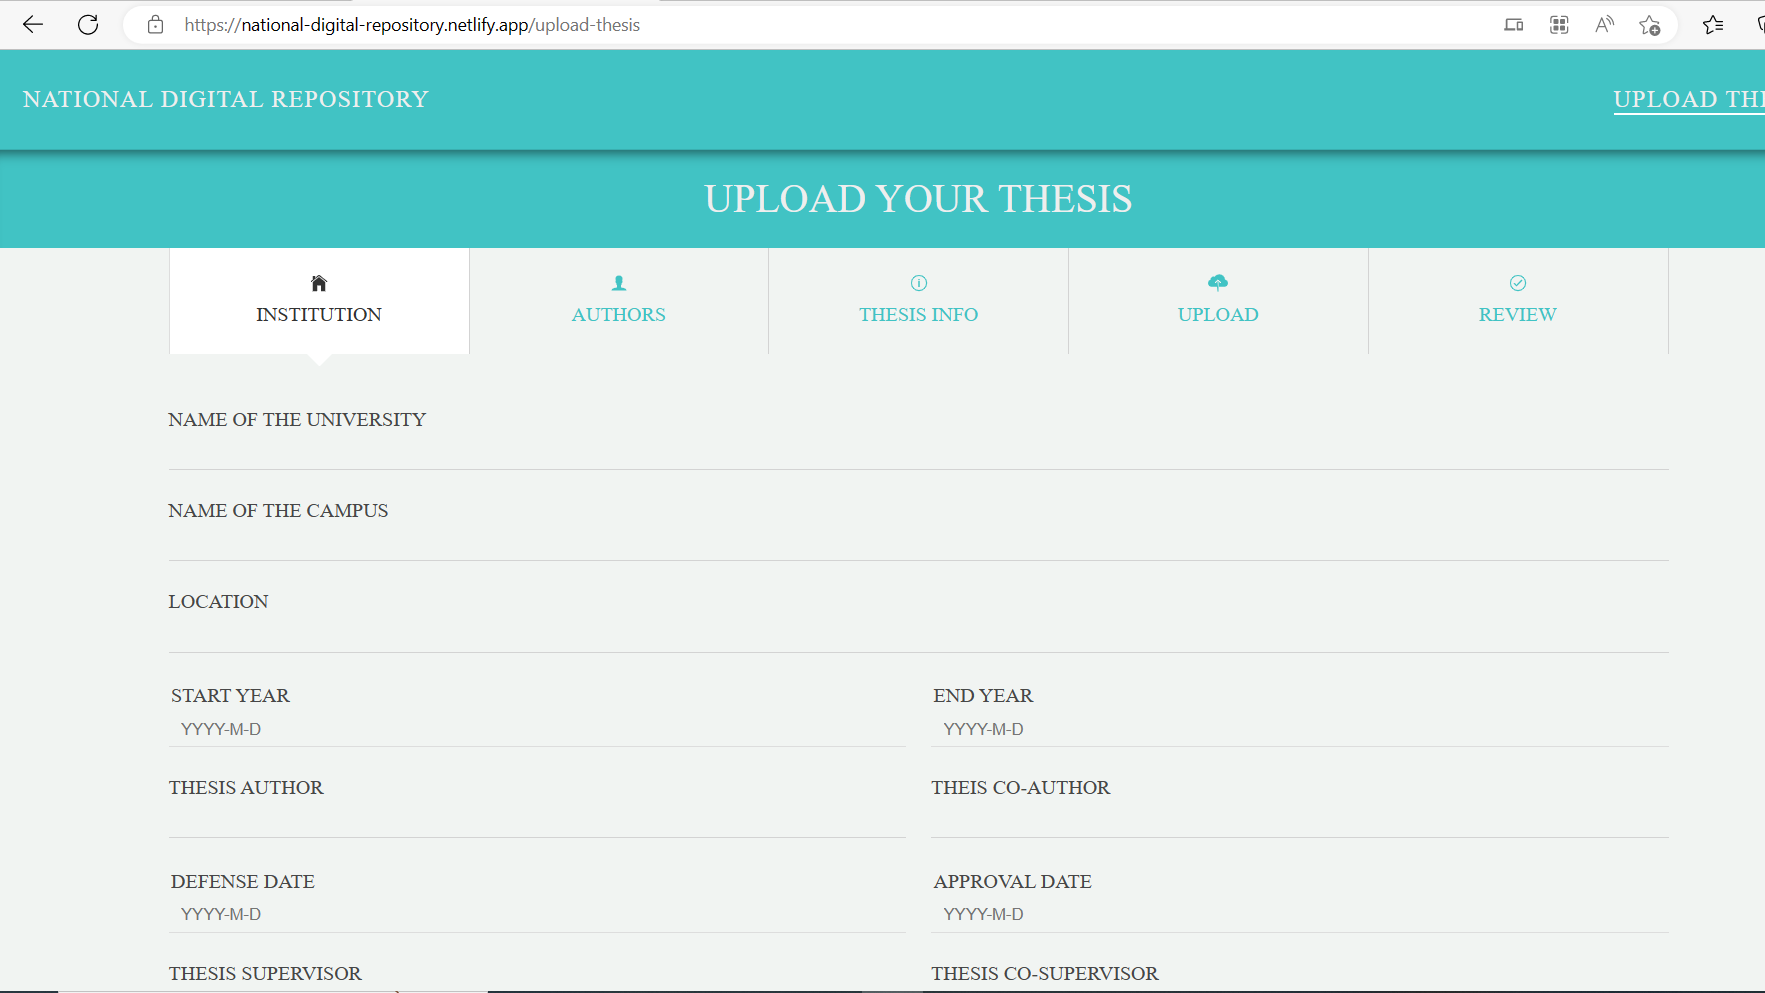 https://national-digital-repository.netlify.app/upload-thesis
NATIONAL DIGITAL REPOSITORY
UPLOAD THE
UPLOAD YOUR THESIS
INSTITUTION
AUTHORS
THESIS INFO
UPLOAD
REVIEW
NAME OF THE UNIVERSITY
NAME OF THE CAMPUS
LOCATION
START YEAR
END YEAR
YYYY-M-D
YYYY-M-D
THESIS AUTHOR
THEIS CO-AUTHOR
DEFENSE DATE
APPROVAL DATE
YYYY-M-D
YYYY-M-D
THESIS SUPERVISOR
THESIS CO-SUPERVISOR